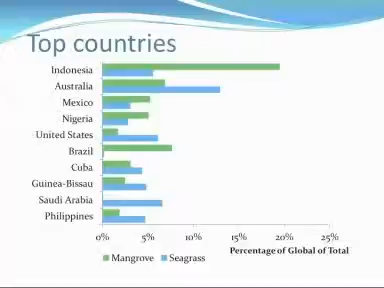 Top countries
Indonesia
Australia
Mexico
Nigeria
United States
Brazil
Cuba
Guinea-Bissau
Saudi Arabia
Philippines
0% 5% 10% 15% 20% 25%
Percentage of Global of Total
Mangrove Seagrass